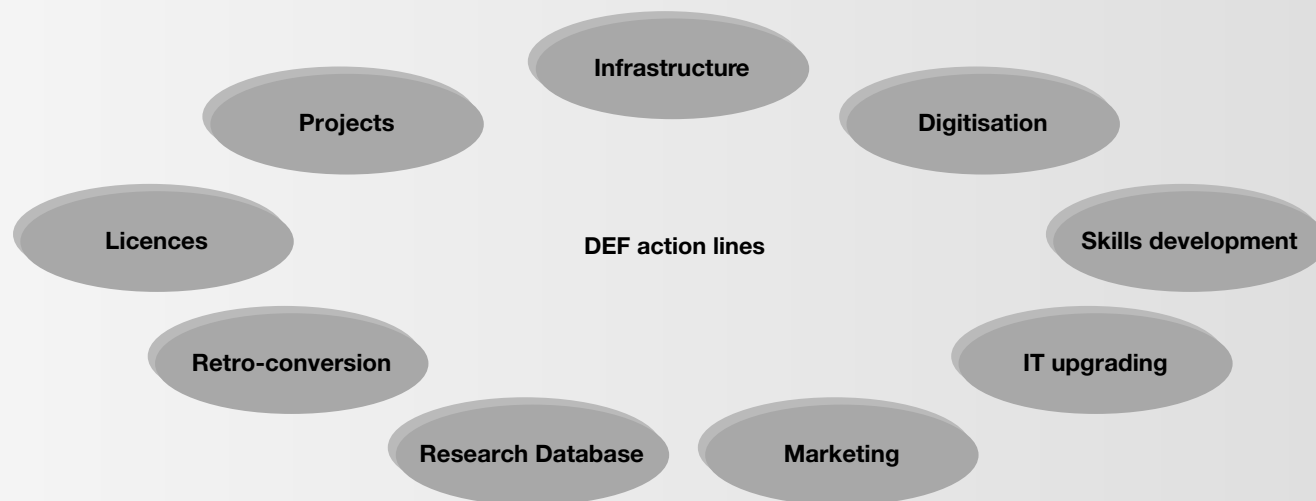 Infrastructure
Projects
Digitisation
Licences
DEF action lines
Skills development
Retro-conversion
IT upgrading
Research Database
Marketing